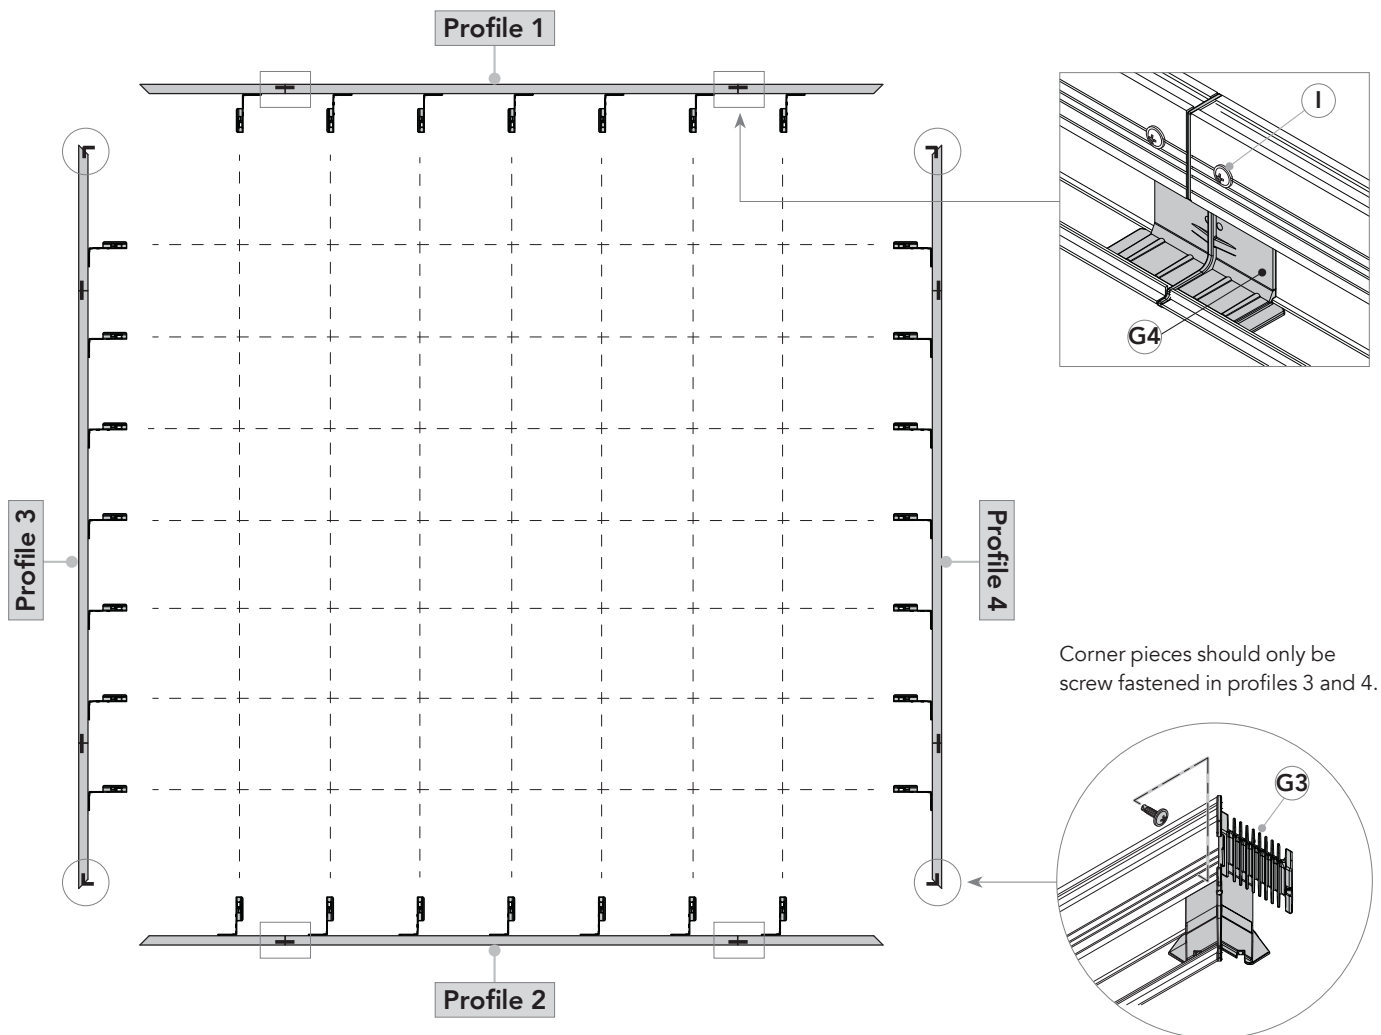 Profile 1
I
G4
Profile 3
Profile 4
Corner pieces should only be
screw fastened in profiles 3 and 4.
G3
Profile 2